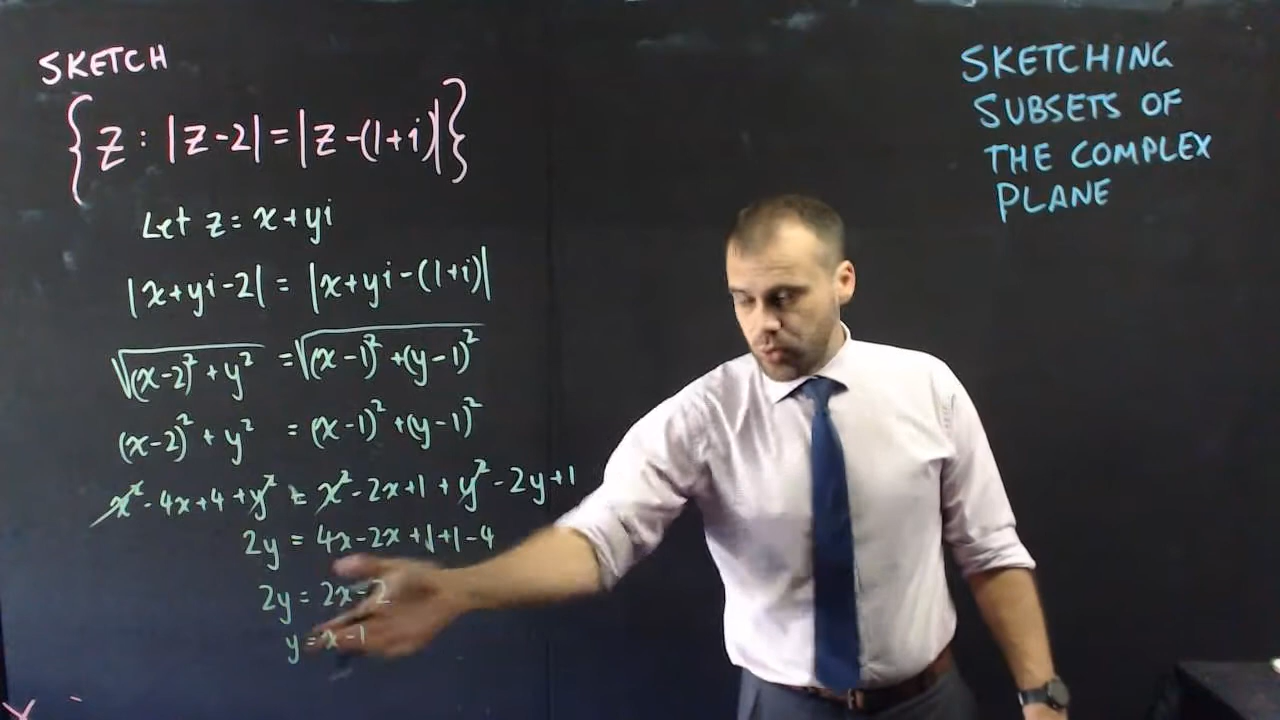 SKETCH
{z : |z-2| = |z-(1+i)|}
Let z = x+yi
|x+yi-2| = |x+yi-(1+i)|
√((x-2)²+y²) = √((x-1)²+(y-1)²)
(x-2)²+y² = (x-1)²+(y-1)²
x²-4x+4+y² = x²-2x+1+y²-2y+1
2y = 4x-2x+1+1-4
2y = 2x-2
y = x-1
SKETCHING
SUBSETS OF
THE COMPLEX
PLANE